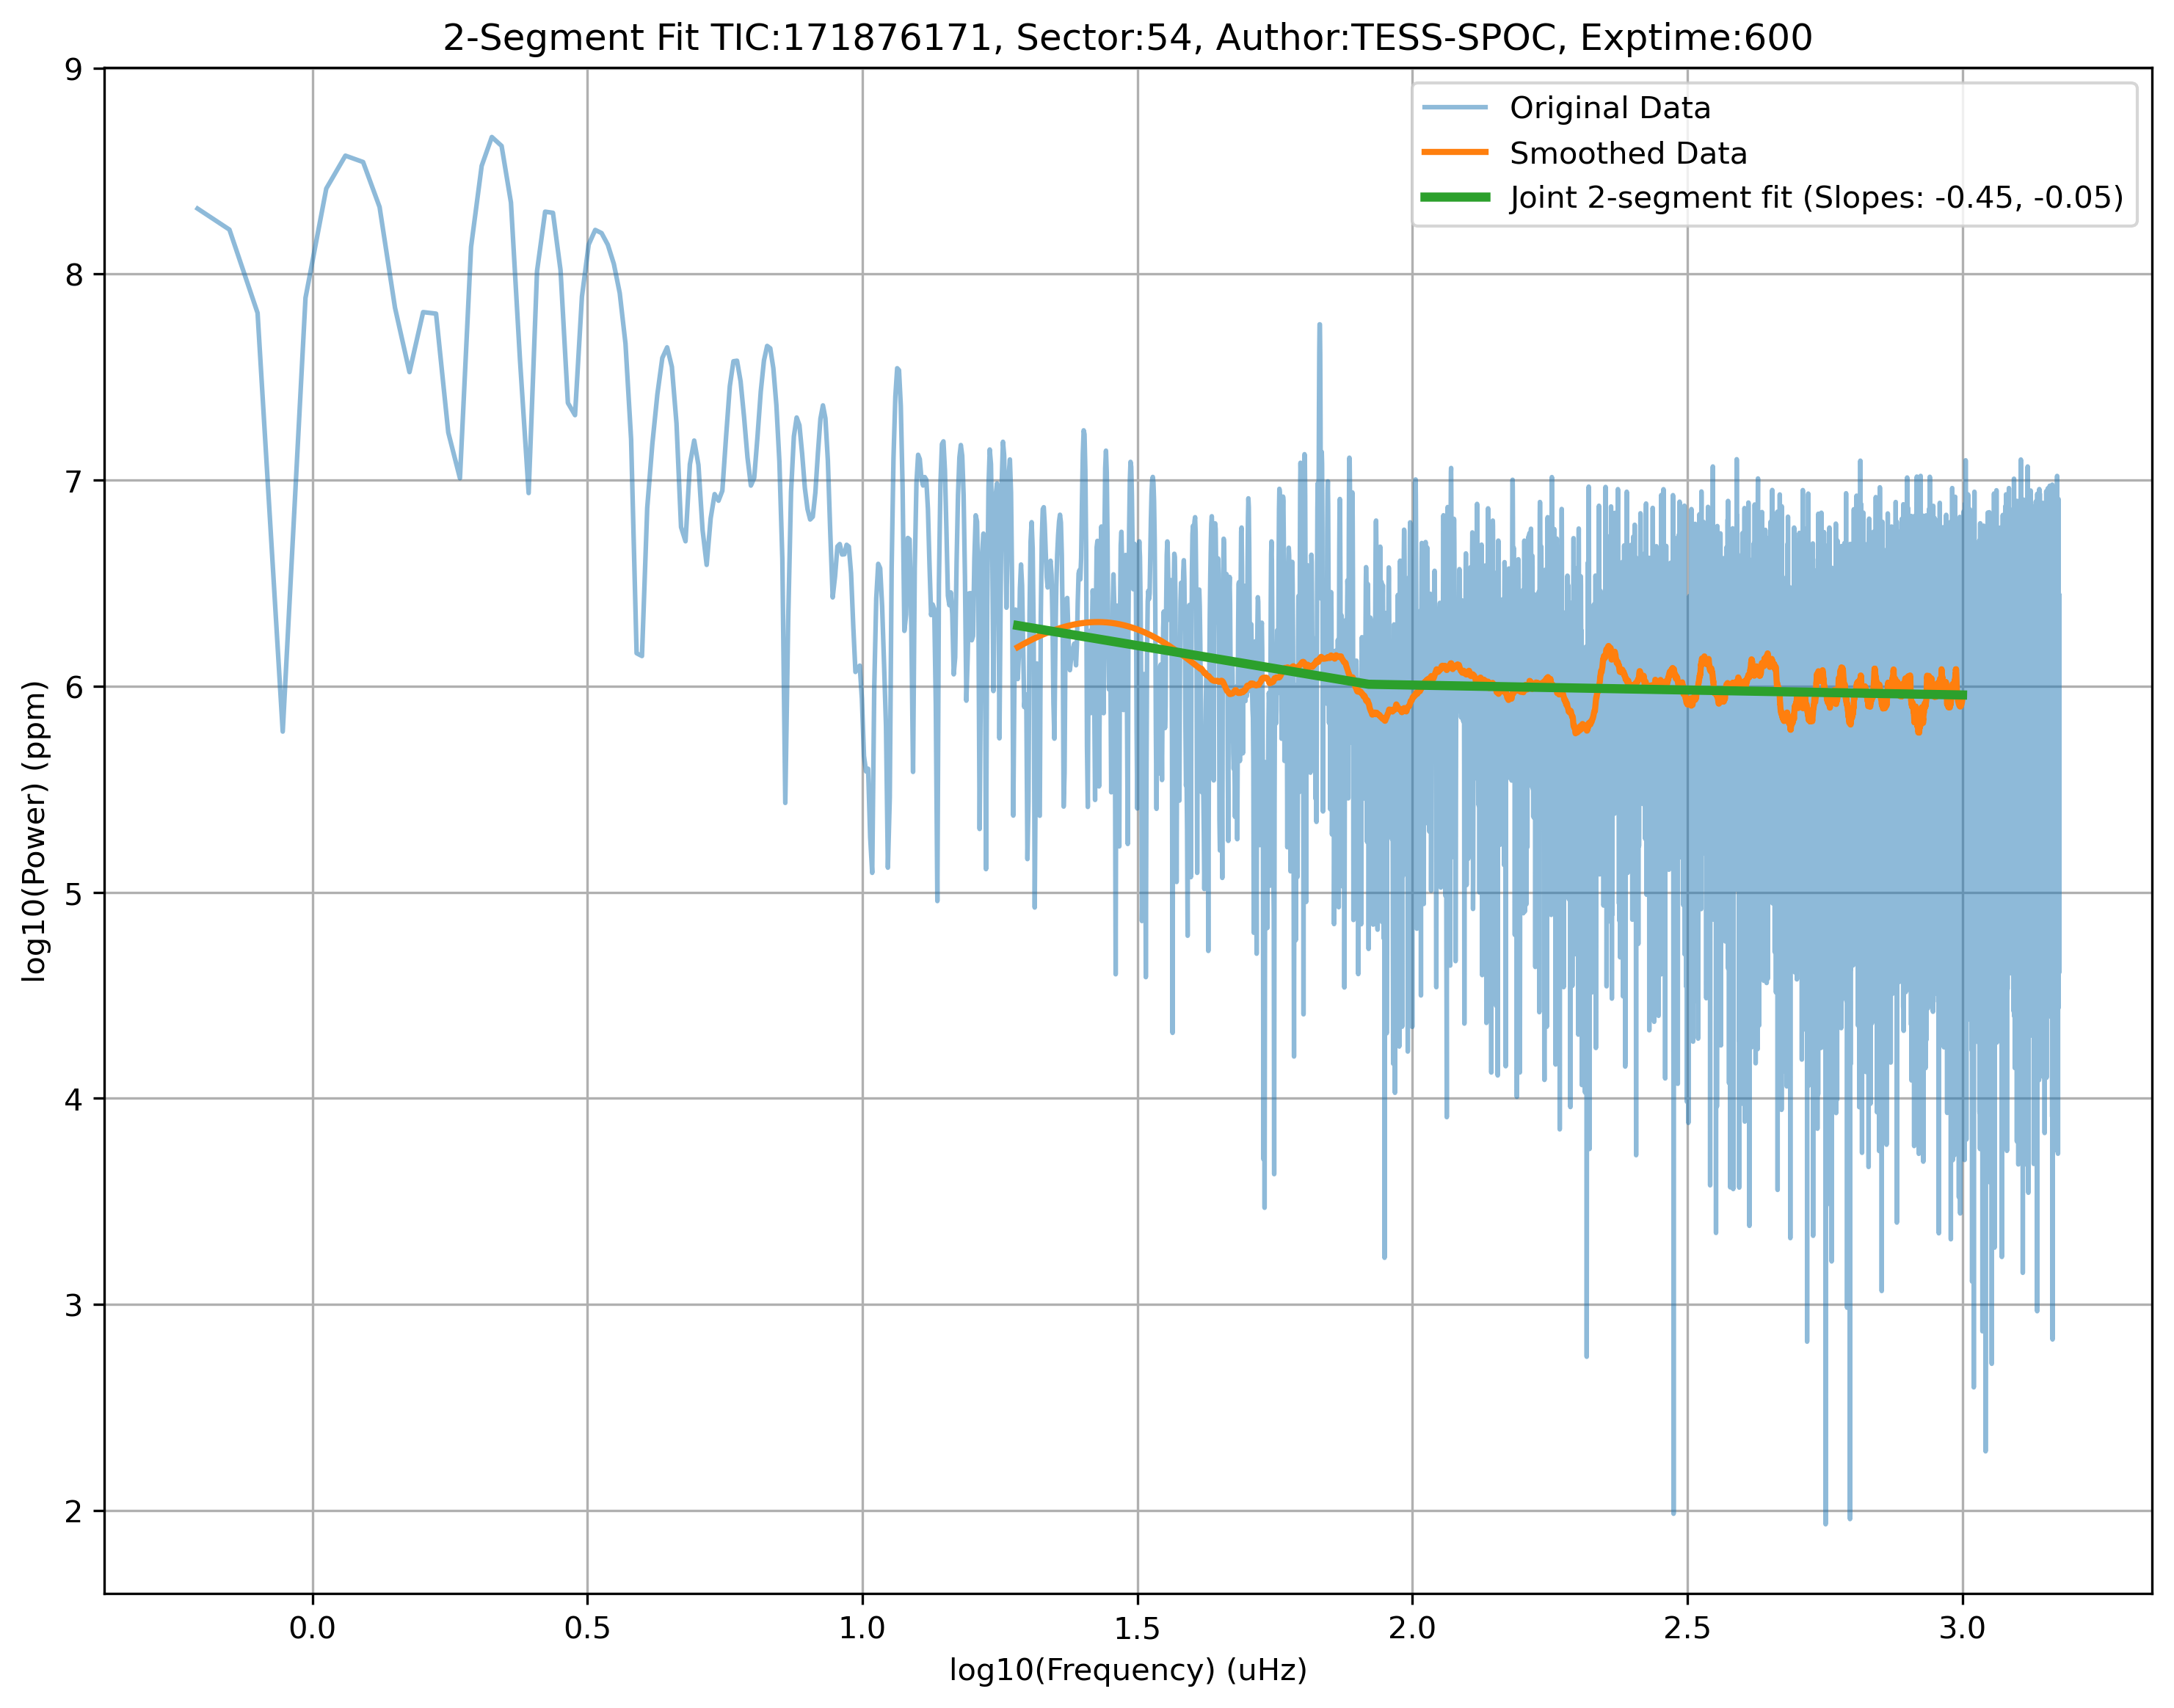 2-Segment Fit TIC:171876171, Sector:54, Author:TESS-SPOC, Exptime:600
Original Data
Smoothed Data
Joint 2-segment fit (Slopes: -0.45, -0.05)
log10(Power) (ppm)
9
8
7
6
5
4
3
2
0.0 0.5 1.0 1.5 2.0 2.5 3.0
log10(Frequency) (uHz)